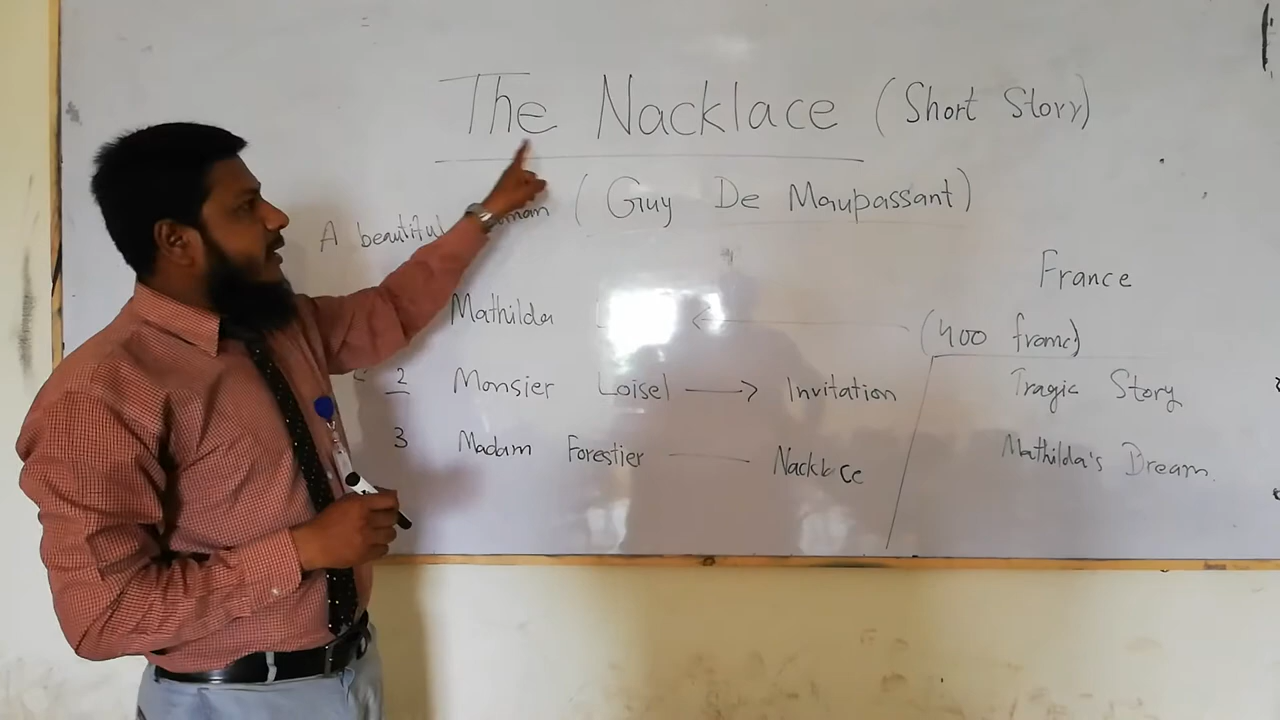 The Nacklace (Short Story)
(Guy De Maupassant)
A beautiful
France
Mathilda
(400 franc)
2 Monsier Loisel → Invitation
Tragic Story
3 Madam Forestier — Nacklace
Mathilda's Dream.